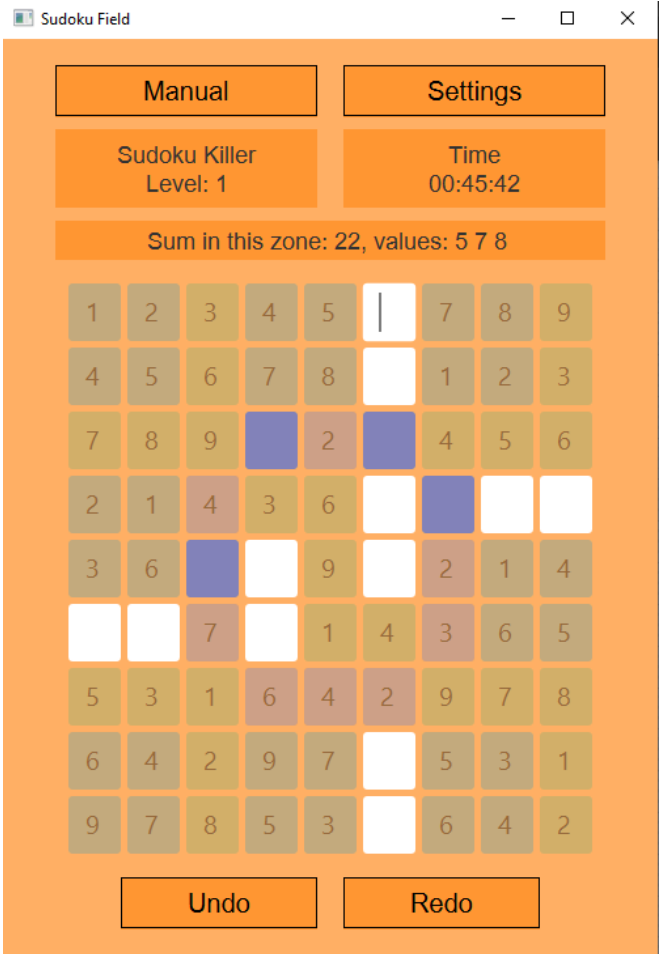 Sudoku Field
Manual Settings
Sudoku Killer
Level: 1
Time
00:45:42
Sum in this zone: 22, values: 5 7 8
1 2 3 4 5 7 8 9
4 5 6 7 8 1 2 3
7 8 9 2 4 5 6
2 1 4 3 6
3 6 9 2 1 4
7 1 4 3 6 5
5 3 1 6 4 2 9 7 8
6 4 2 9 7 5 3 1
9 7 8 5 3 6 4 2
Undo Redo